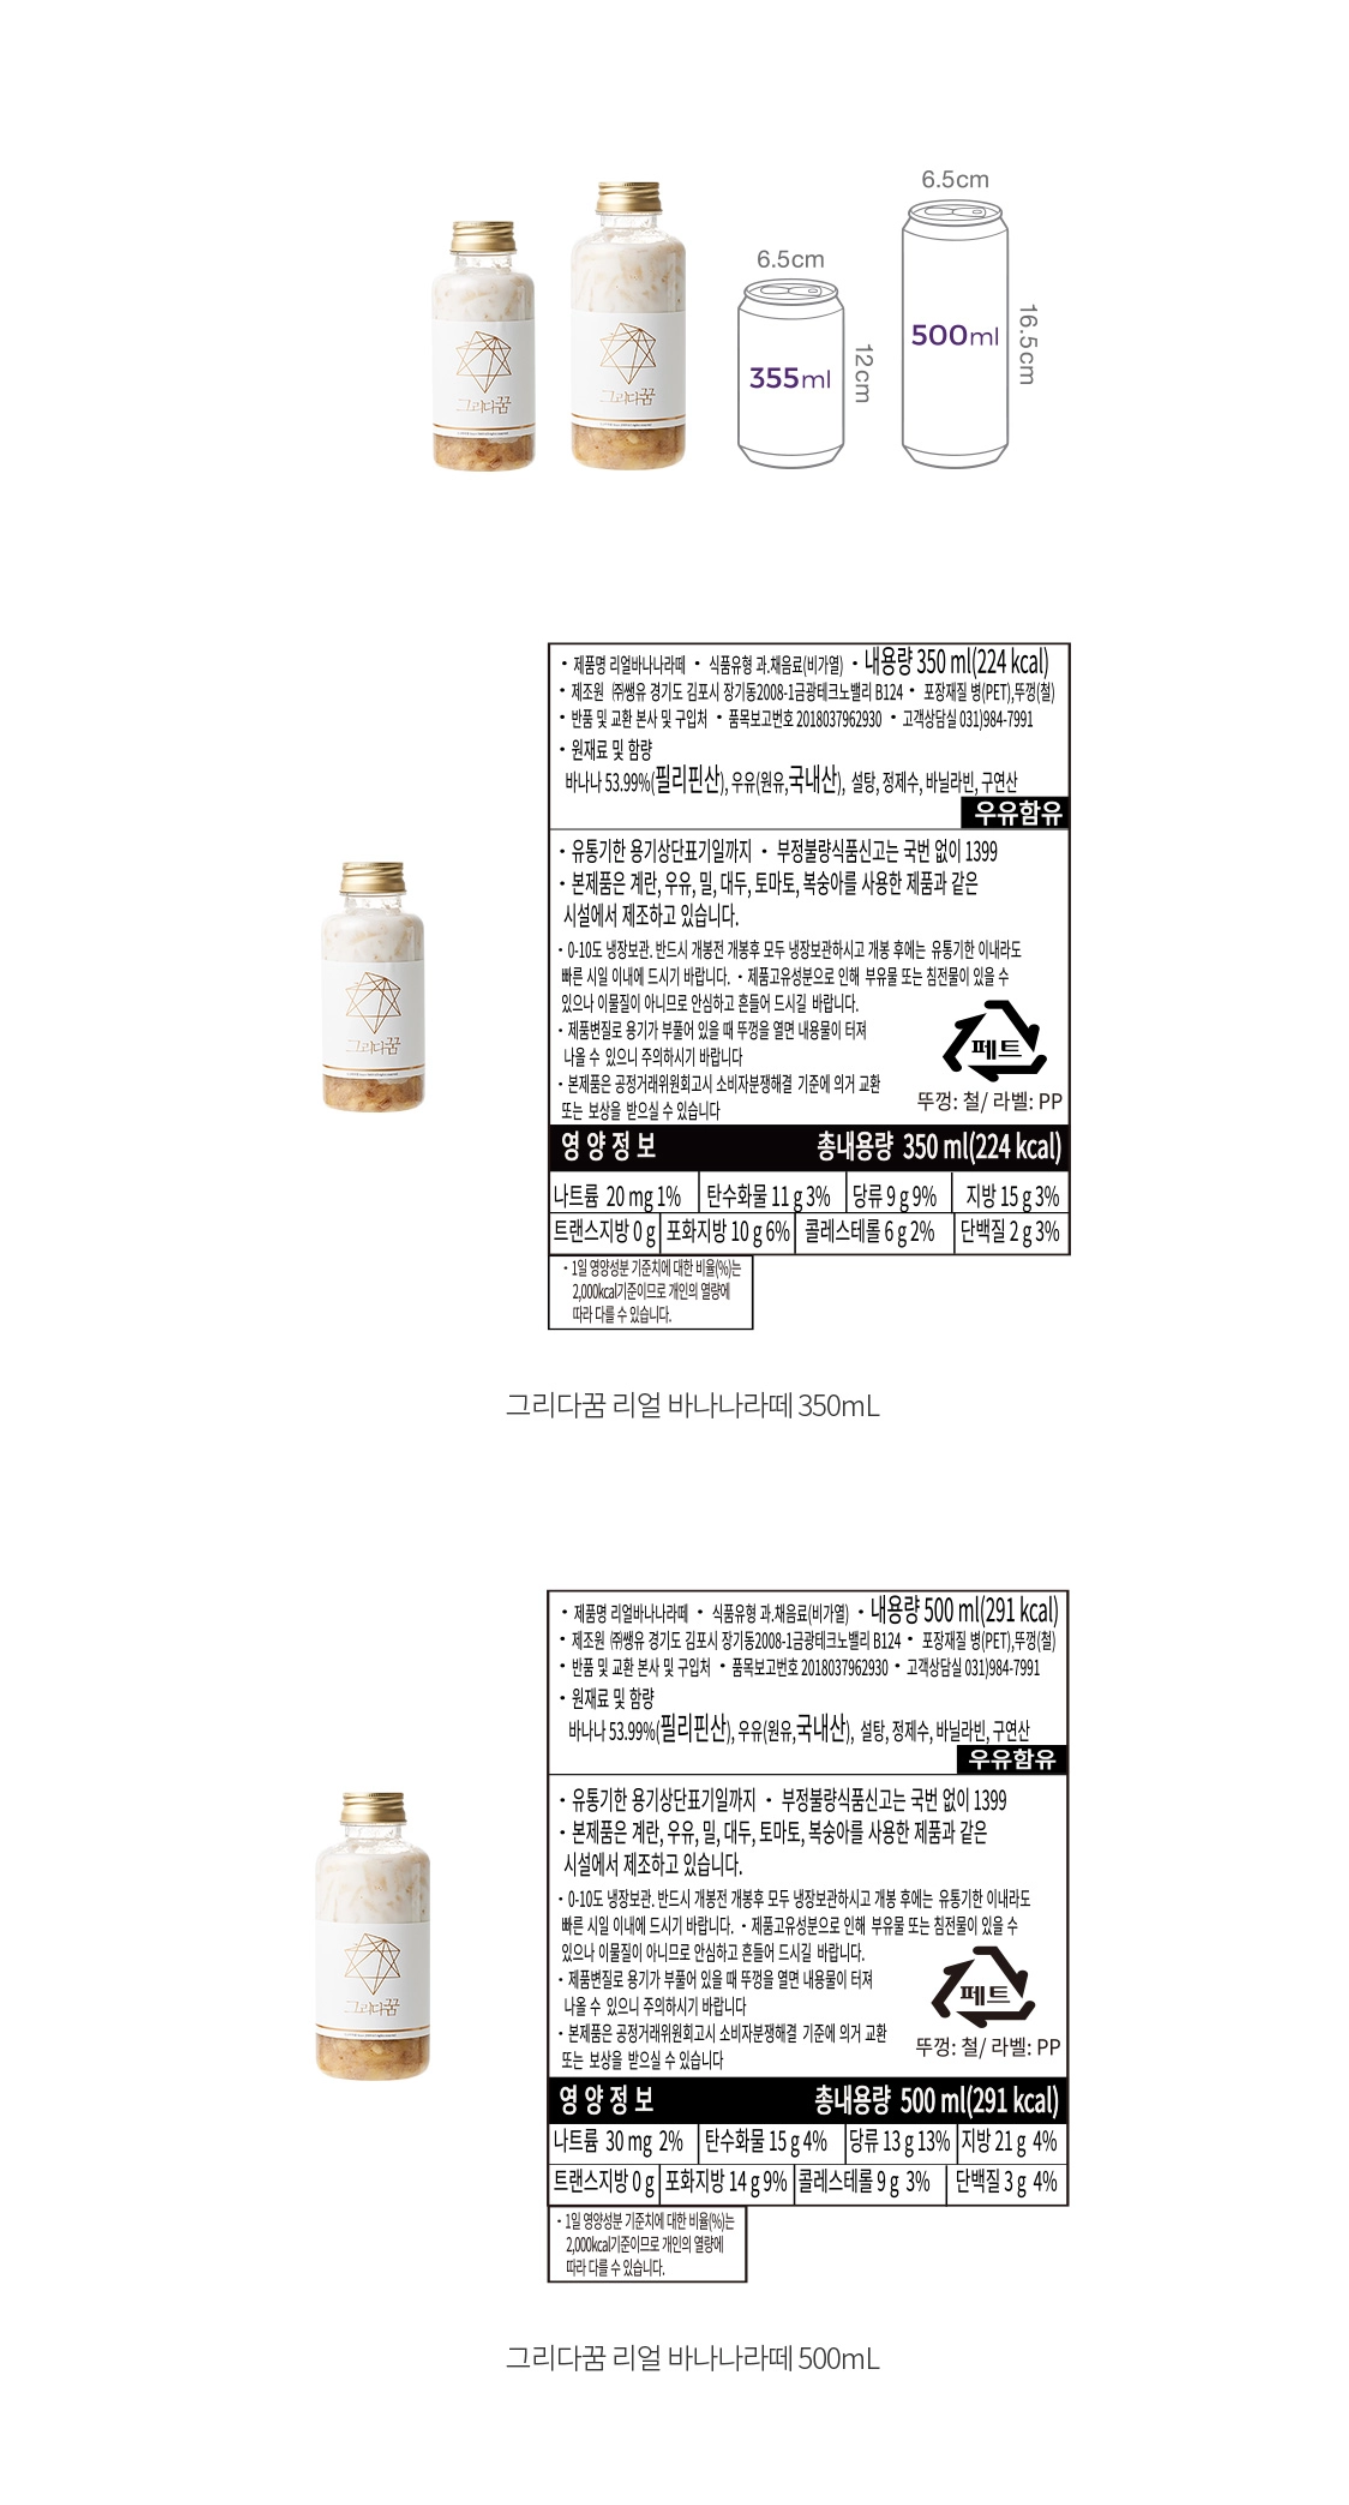 6.5cm
6.5cm
500ml
16.5cm
355ml
12cm
그리다꿈
그리다꿈
· 제품명 리얼바나나라떼 · 식품유형 과.채음료(비가열) · 내용량 350 ml(224 kcal)
· 제조원 ㈜쌩유 경기도 김포시 장기동2008-1금광테크노밸리 B124 · 포장재질 병(PET),뚜껑(철)
· 반품 및 교환 본사 및 구입처 · 품목보고번호 2018037962930 · 고객상담실 031)984-7991
· 원재료 및 함량
바나나 53.99%(필리핀산), 우유(원유,국내산), 설탕, 정제수, 바닐라빈, 구연산
우유함유
· 유통기한 용기상단표기일까지 · 부정불량식품신고는 국번 없이 1399
· 본제품은 계란, 우유, 밀, 대두, 토마토, 복숭아를 사용한 제품과 같은
시설에서 제조하고 있습니다.
· 0-10도 냉장보관. 반드시 개봉전 개봉후 모두 냉장보관하시고 개봉 후에는 유통기한 이내라도
빠른 시일 이내에 드시기 바랍니다. · 제품고유성분으로 인해 부유물 또는 침전물이 있을 수
있으나 이물질이 아니므로 안심하고 흔들어 드시길 바랍니다.
· 제품변질로 용기가 부풀어 있을 때 뚜껑을 열면 내용물이 터져
나올 수 있으니 주의하시기 바랍니다
· 본제품은 공정거래위원회고시 소비자분쟁해결 기준에 의거 교환
또는 보상을 받으실 수 있습니다
페트
뚜껑: 철/ 라벨: PP
영양정보 총내용량 350 ml(224 kcal)
나트륨 20 mg 1% 탄수화물 11 g 3% 당류 9 g 9% 지방 15 g 3%
트랜스지방 0 g 포화지방 10 g 6% 콜레스테롤 6 g 2% 단백질 2 g 3%
· 1일 영양성분 기준치에 대한 비율(%)는
2,000kcal기준이므로 개인의 열량에
따라 다를 수 있습니다.
그리다꿈
그리다꿈 리얼 바나나라떼 350mL
· 제품명 리얼바나나라떼 · 식품유형 과.채음료(비가열) · 내용량 500 ml(291 kcal)
· 제조원 ㈜쌩유 경기도 김포시 장기동2008-1금광테크노밸리 B124 · 포장재질 병(PET),뚜껑(철)
· 반품 및 교환 본사 및 구입처 · 품목보고번호 2018037962930 · 고객상담실 031)984-7991
· 원재료 및 함량
바나나 53.99%(필리핀산), 우유(원유,국내산), 설탕, 정제수, 바닐라빈, 구연산
우유함유
· 유통기한 용기상단표기일까지 · 부정불량식품신고는 국번 없이 1399
· 본제품은 계란, 우유, 밀, 대두, 토마토, 복숭아를 사용한 제품과 같은
시설에서 제조하고 있습니다.
· 0-10도 냉장보관. 반드시 개봉전 개봉후 모두 냉장보관하시고 개봉 후에는 유통기한 이내라도
빠른 시일 이내에 드시기 바랍니다. · 제품고유성분으로 인해 부유물 또는 침전물이 있을 수
있으나 이물질이 아니므로 안심하고 흔들어 드시길 바랍니다.
· 제품변질로 용기가 부풀어 있을 때 뚜껑을 열면 내용물이 터져
나올 수 있으니 주의하시기 바랍니다
· 본제품은 공정거래위원회고시 소비자분쟁해결 기준에 의거 교환
또는 보상을 받으실 수 있습니다
페트
뚜껑: 철/ 라벨: PP
영양정보 총내용량 500 ml(291 kcal)
나트륨 30 mg 2% 탄수화물 15 g 4% 당류 13 g 13% 지방 21 g 4%
트랜스지방 0 g 포화지방 14 g 9% 콜레스테롤 9 g 3% 단백질 3 g 4%
· 1일 영양성분 기준치에 대한 비율(%)는
2,000kcal기준이므로 개인의 열량에
따라 다를 수 있습니다.
그리다꿈
그리다꿈 리얼 바나나라떼 500mL